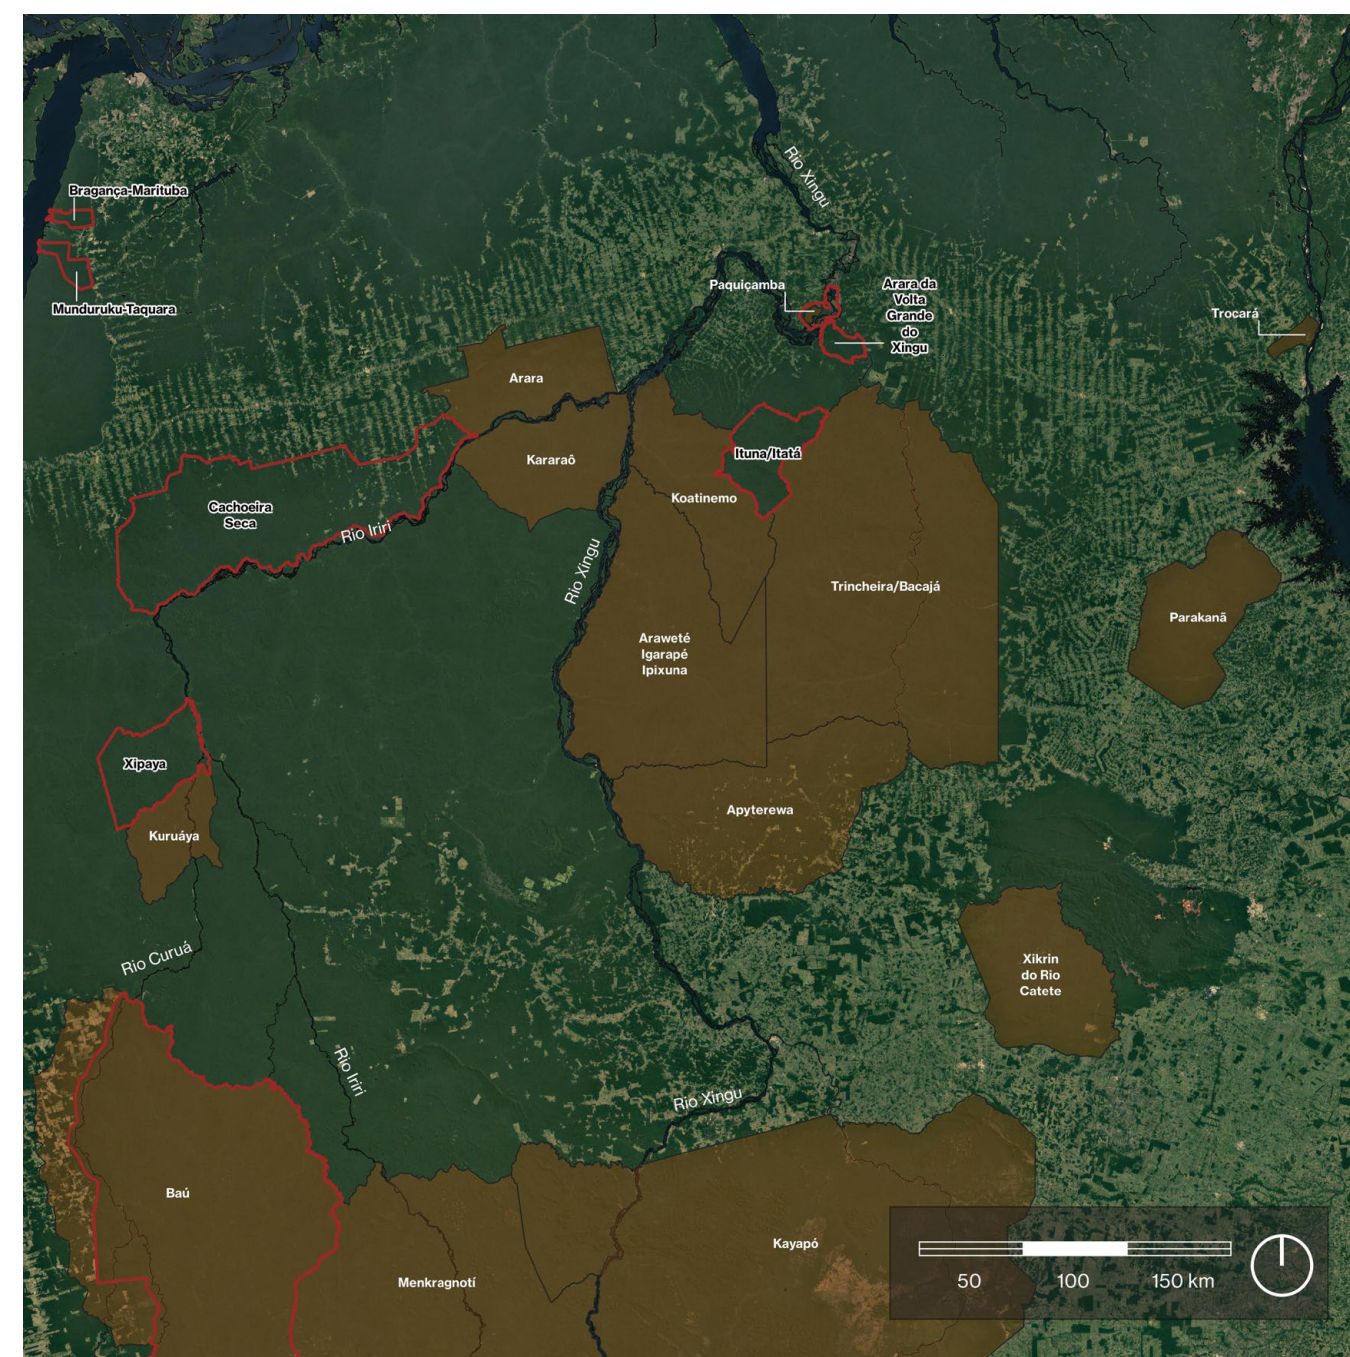 Rio Xingu
Bragança-Marituba
Munduruku-Taquara
Paquiçamba
Arara da
Volta
Grande
do
Xingu
Trocará
Arara
Kararaô
Ituna/Itatá
Koatinemo
Cachoeira
Seca
Rio Iriri
Rio Xingu
Trincheira/Bacajá
Parakanã
Araweté
Igarapé
Ipixuna
Xipaya
Kuruáya
Apyterewa
Rio Curuá
Xikrin
do Rio
Catete
Rio Iriri
Rio Xingu
Baú
Menkragnotí
Kayapó
50 100 150 km